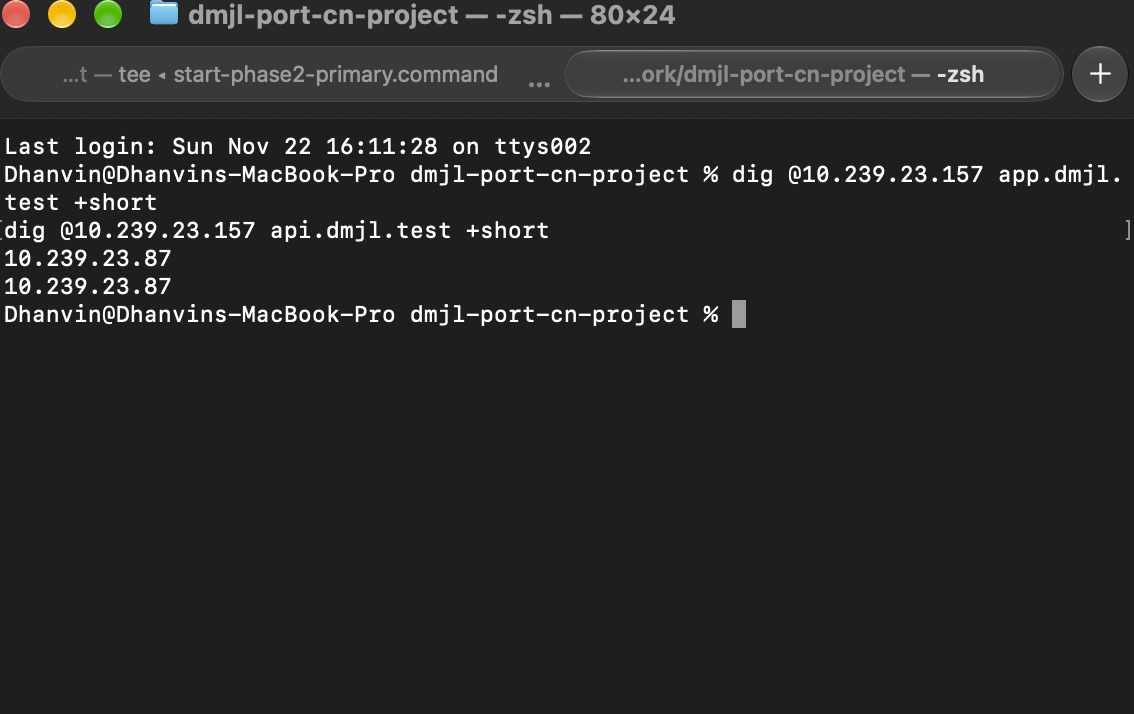 dmjl-port-cn-project — -zsh — 80×24
...t — tee ◂ start-phase2-primary.command ...
...ork/dmjl-port-cn-project — -zsh
+
Last login: Sun Nov 22 16:11:28 on ttys002
Dhanvin@Dhanvins-MacBook-Pro dmjl-port-cn-project % dig @10.239.23.157 app.dmjl.
test +short
[dig @10.239.23.157 api.dmjl.test +short ]
10.239.23.87
10.239.23.87
Dhanvin@Dhanvins-MacBook-Pro dmjl-port-cn-project %